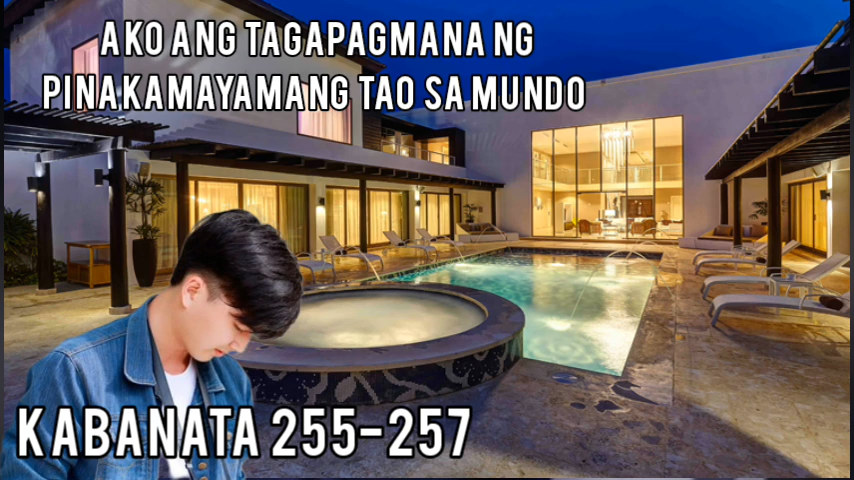 AKO ANG TAGAPAGMANA NG
PINAKAMAYAMANG TAO SA MUNDO
KABANATA 255-257